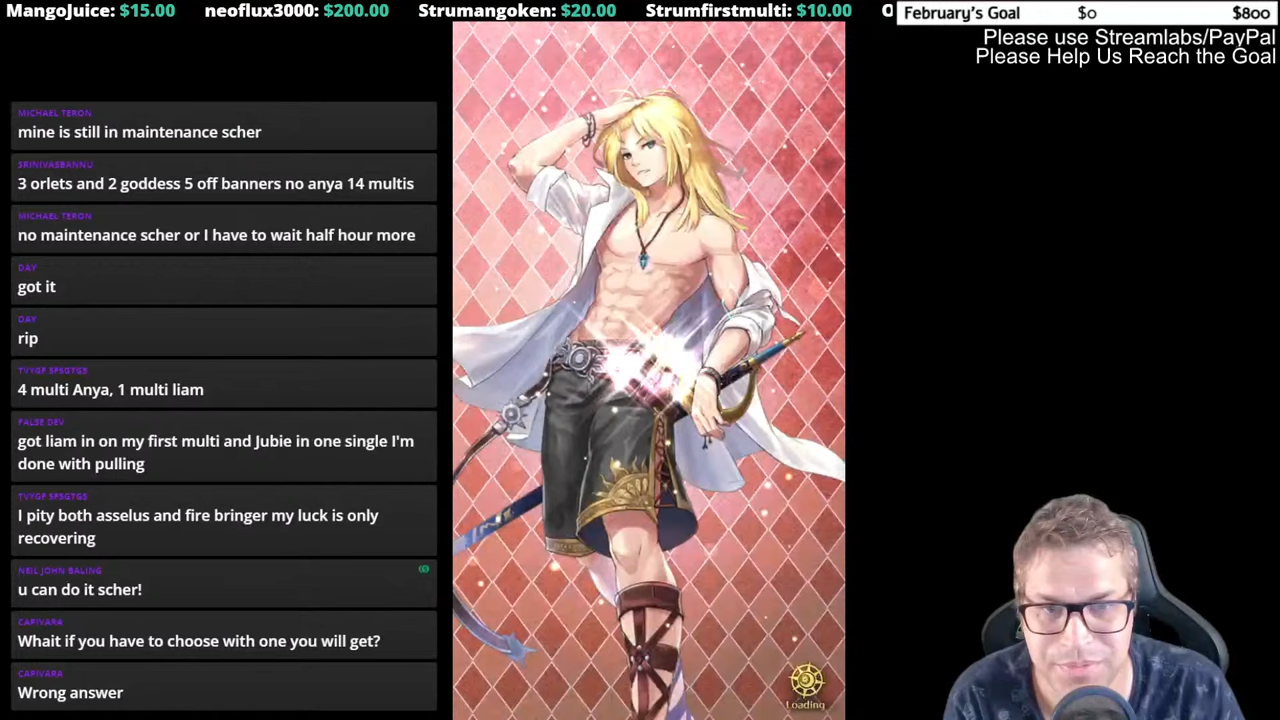 MangoJuice: $15.00 neoflux3000: $200.00 Strumangoken: $20.00 Strumfirstmulti: $10.00
February's Goal $0 $800
Please use Streamlabs/PayPal
Please Help Us Reach the Goal
MICHAEL TERON
mine is still in maintenance scher
SRINIVASBANNU
3 orlets and 2 goddess 5 off banners no anya 14 multis
MICHAEL TERON
no maintenance scher or I have to wait half hour more
DAY
got it
DAY
rip
TVYGF SFSGTGS
4 multi Anya, 1 multi liam
FALSE DEV
got liam in on my first multi and Jubie in one single I'm
done with pulling
TVYGF SFSGTGS
I pity both asselus and fire bringer my luck is only
recovering
NEIL JOHN BALING
u can do it scher!
CAPIVARA
Whait if you have to choose with one you will get?
CAPIVARA
Wrong answer
Loading